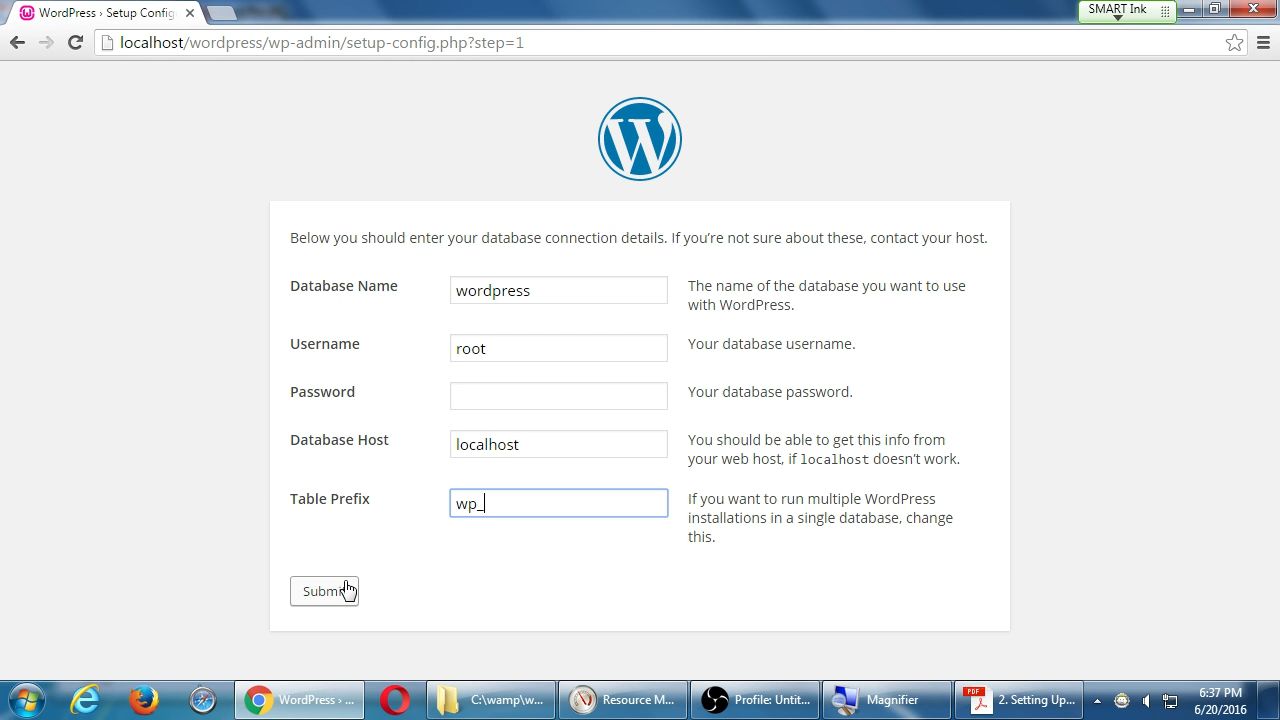 WordPress › Setup Config
SMART Ink
localhost/wordpress/wp-admin/setup-config.php?step=1
W
Below you should enter your database connection details. If you’re not sure about these, contact your host.
Database Name
wordpress
The name of the database you want to use
with WordPress.
Username
root
Your database username.
Password
Your database password.
Database Host
localhost
You should be able to get this info from
your web host, if localhost doesn’t work.
Table Prefix
wp_
If you want to run multiple WordPress
installations in a single database, change
this.
Submit
WordPress › ...
C:\wamp\w...
Resource M...
Profile: Untit...
Magnifier
PDF
2. Setting Up...
6:37 PM
6/20/2016